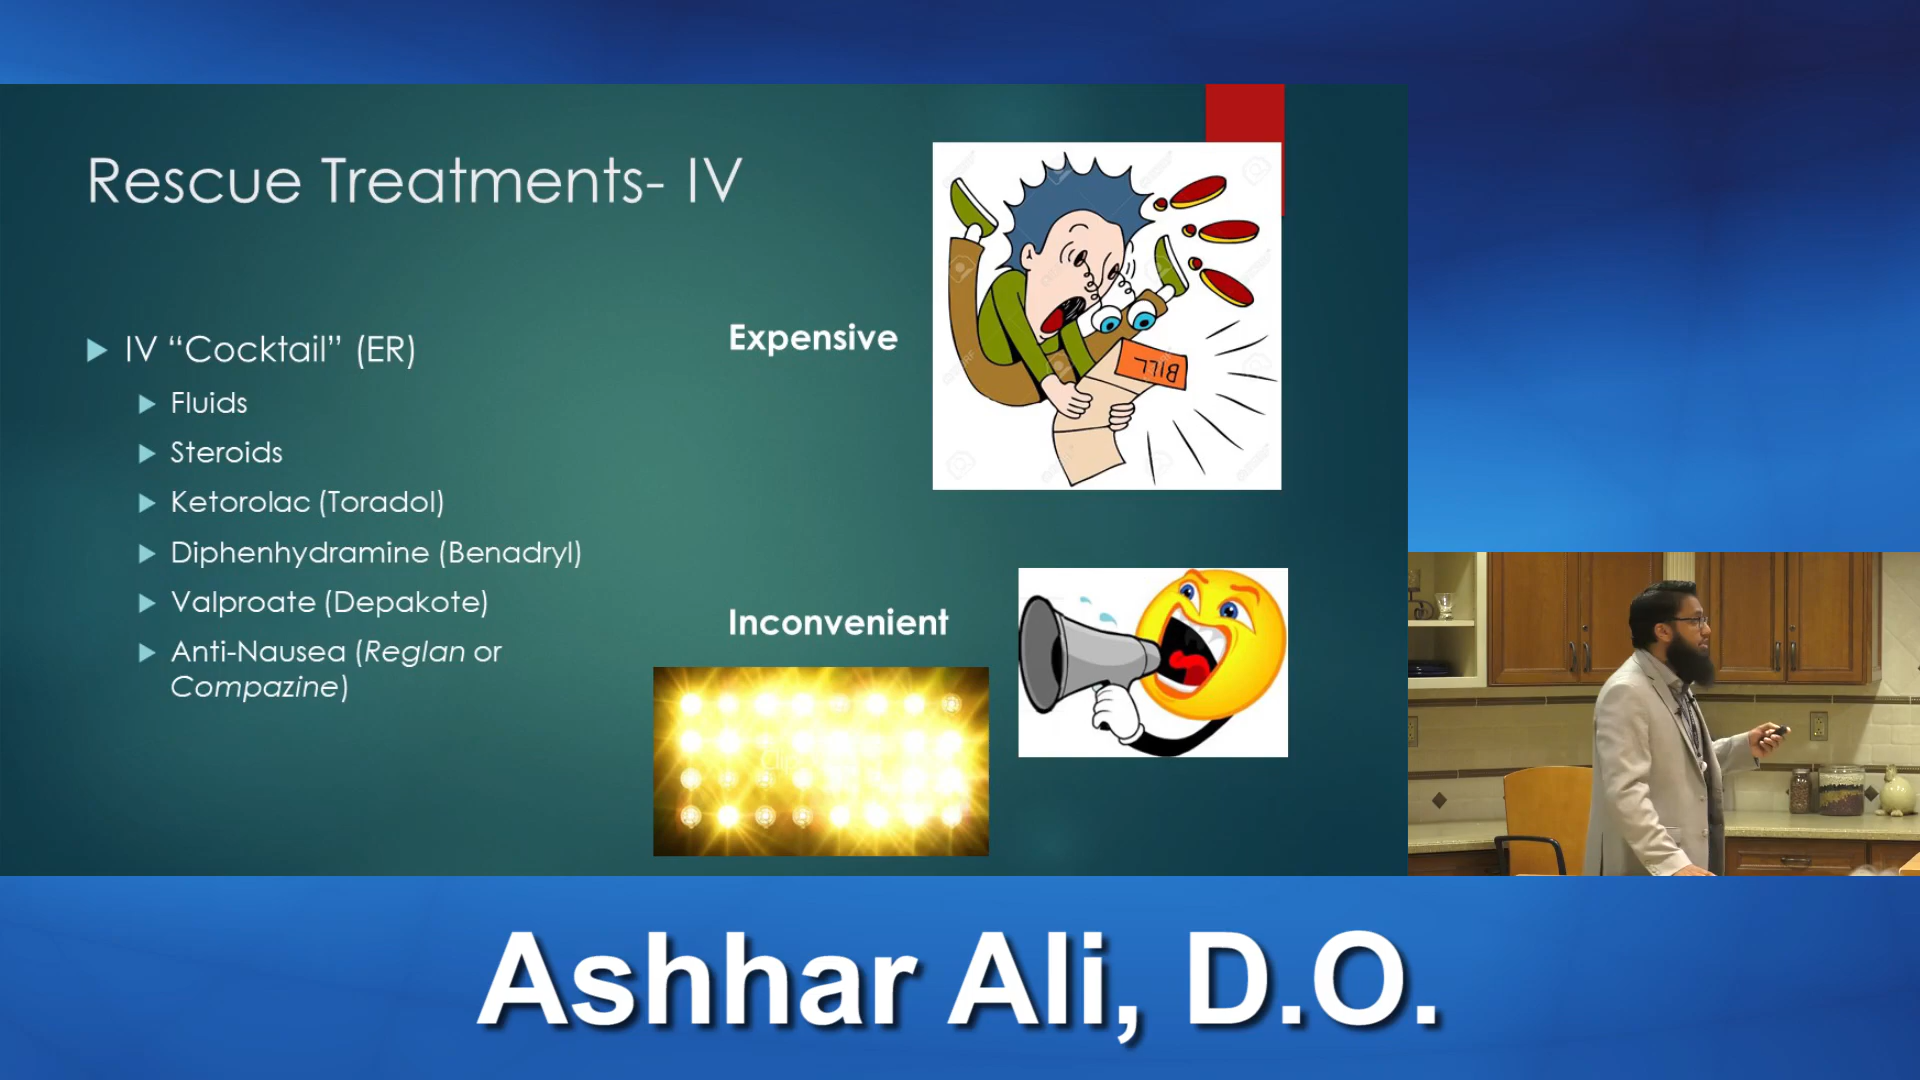 Rescue Treatments- IV
IV “Cocktail” (ER)
Fluids
Steroids
Ketorolac (Toradol)
Diphenhydramine (Benadryl)
Valproate (Depakote)
Anti-Nausea (Reglan or
Compazine)
Expensive
BILL
Inconvenient
Ashhar Ali, D.O.